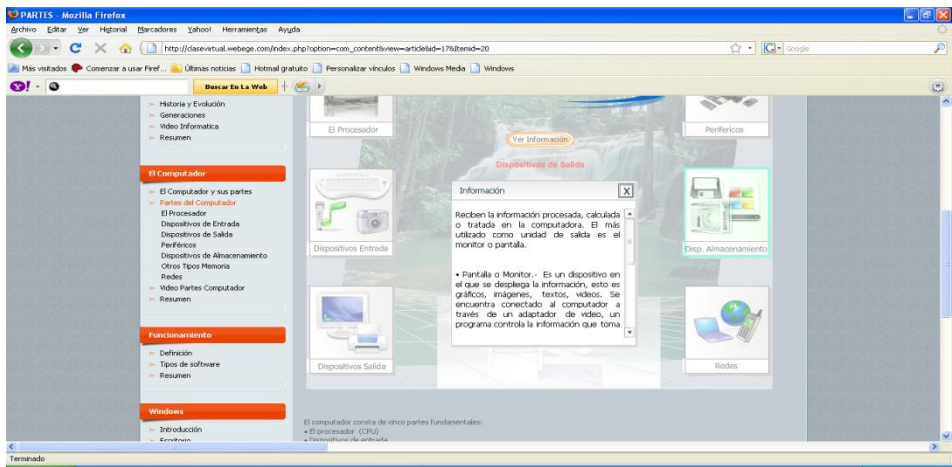 PARTES - Mozilla Firefox
Archivo Editar Ver Historial Marcadores Yahoo! Herramientas Ayuda
http://clasevirtual.webege.com/index.php?option=com_content&view=article&id=17&Itemid=20
Google
Más visitados Comenzar a usar Firef... Últimas noticias Hotmail gratuito Personalizar vínculos Windows Media Windows
Buscar En La Web
Historia y Evolución
Generaciones
Video Informatica
Resumen
El Computador
El Computador y sus partes
Partes del Computador
El Procesador
Dispositivos de Entrada
Dispositivos de Salida
Periféricos
Dispositivos de Almacenamiento
Otros Tipos Memoria
Redes
Video Partes Computador
Resumen
Funcionamiento
Definición
Tipos de software
Resumen
Windows
Introducción
Escritorio
El Procesador
Perifericos
Ver Información
Dispositivos de Salida
Dispositivos Entrada
Disp. Almacenamiento
Dispositivos Salida
Redes
Información
X
Reciben la información procesada, calculada
o tratada en la computadora. El más
utilizado como unidad de salida es el
monitor o pantalla.
• Pantalla o Monitor.- Es un dispositivo en
el que se despliega la información, esto es
gráficos, imágenes, textos, videos. Se
encuentra conectado al computador a
través de un adaptador de video, un
programa controla la información que toma
El computador consta de cinco partes fundamentales:
• El procesador (CPU)
• Dispositivos de entrada
Terminado